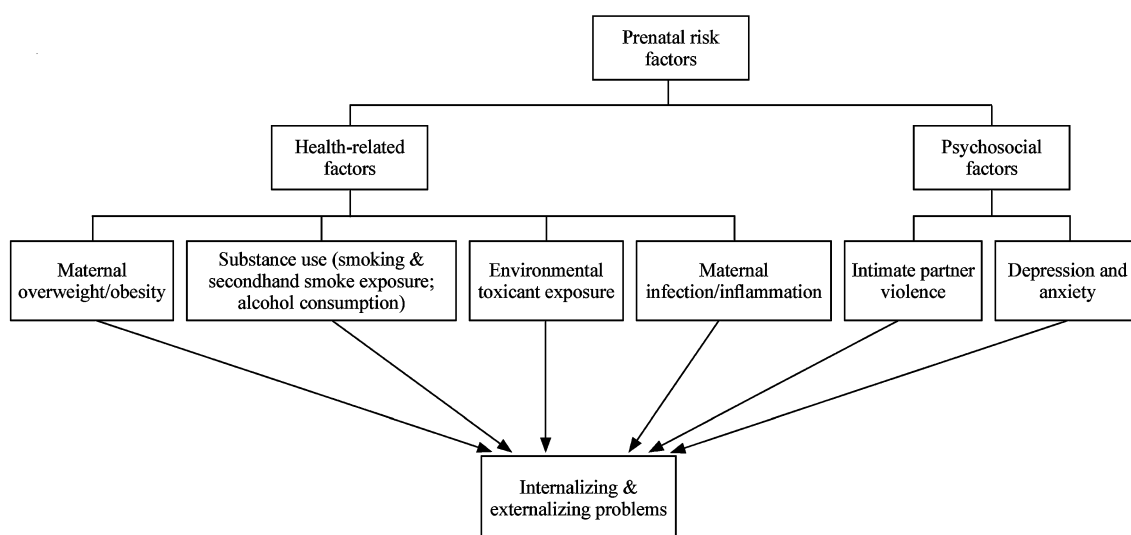 Prenatal risk
factors
Health-related
factors
Psychosocial
factors
Maternal
overweight/obesity
Substance use (smoking &
secondhand smoke exposure;
alcohol consumption)
Environmental
toxicant exposure
Maternal
infection/inflammation
Intimate partner
violence
Depression and
anxiety
Internalizing &
externalizing problems